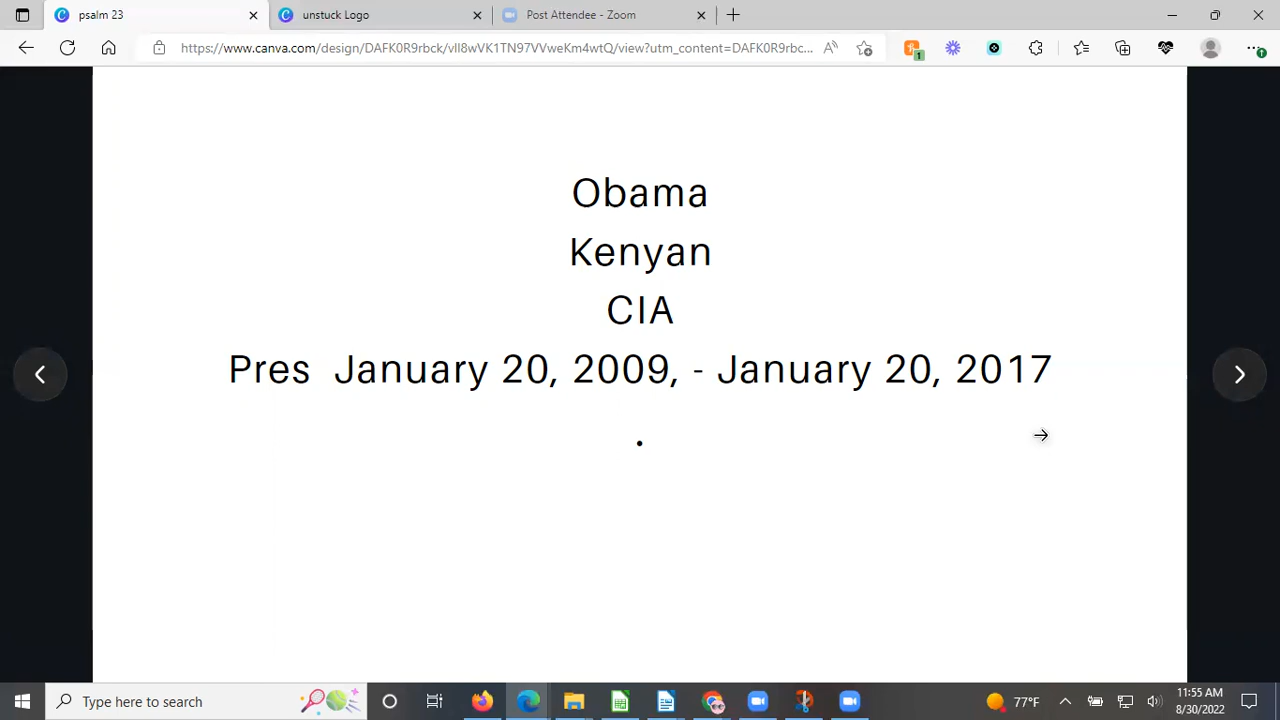 psalm 23
unstuck Logo
Post Attendee - Zoom
https://www.canva.com/design/DAFK0R9rbck/vlI8wVK1TN97VVweKm4wtQ/view?utm_content=DAFK0R9rbc...
1
Obama
Kenyan
CIA
Pres January 20, 2009, - January 20, 2017
.
Type here to search
77°F
11:55 AM
8/30/2022